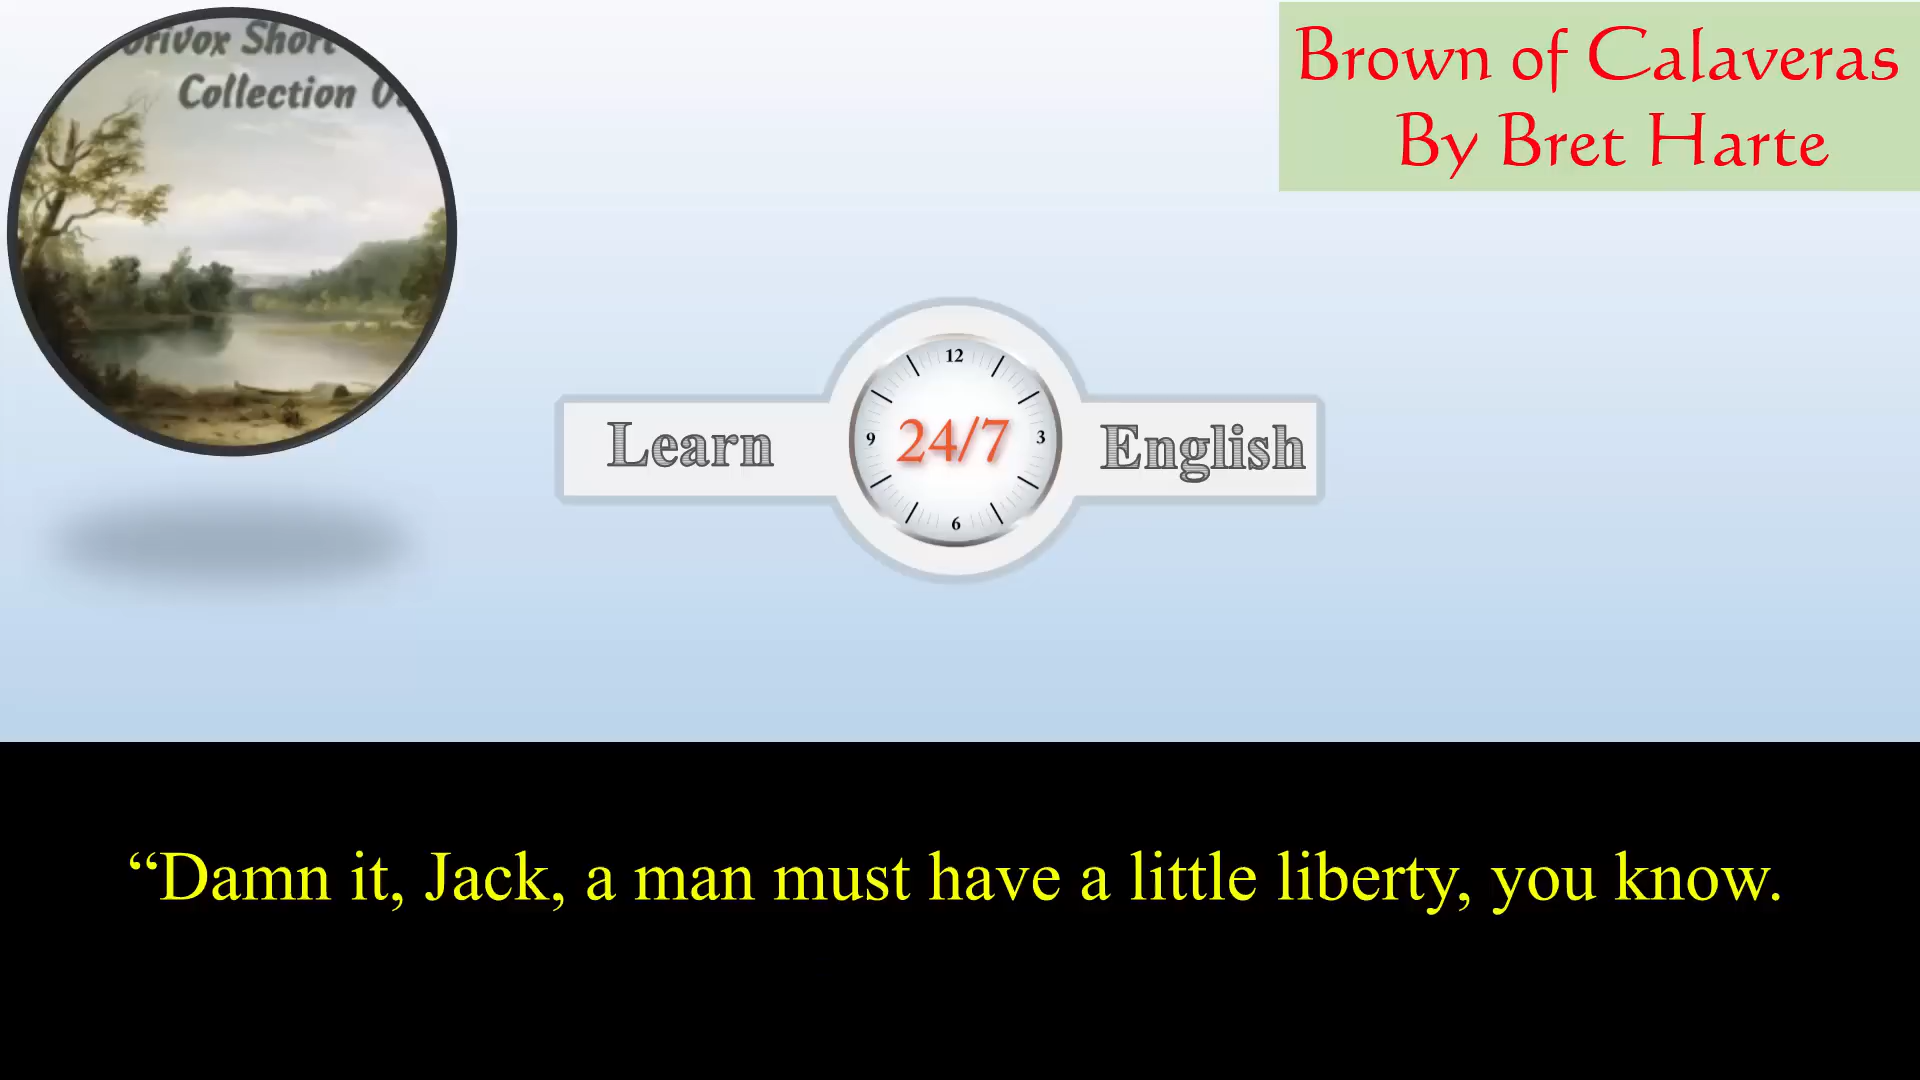 Short
Collection
Brown of Calaveras
By Bret Harte
12
9
3
6
Learn 24/7 English
“Damn it, Jack, a man must have a little liberty, you know.